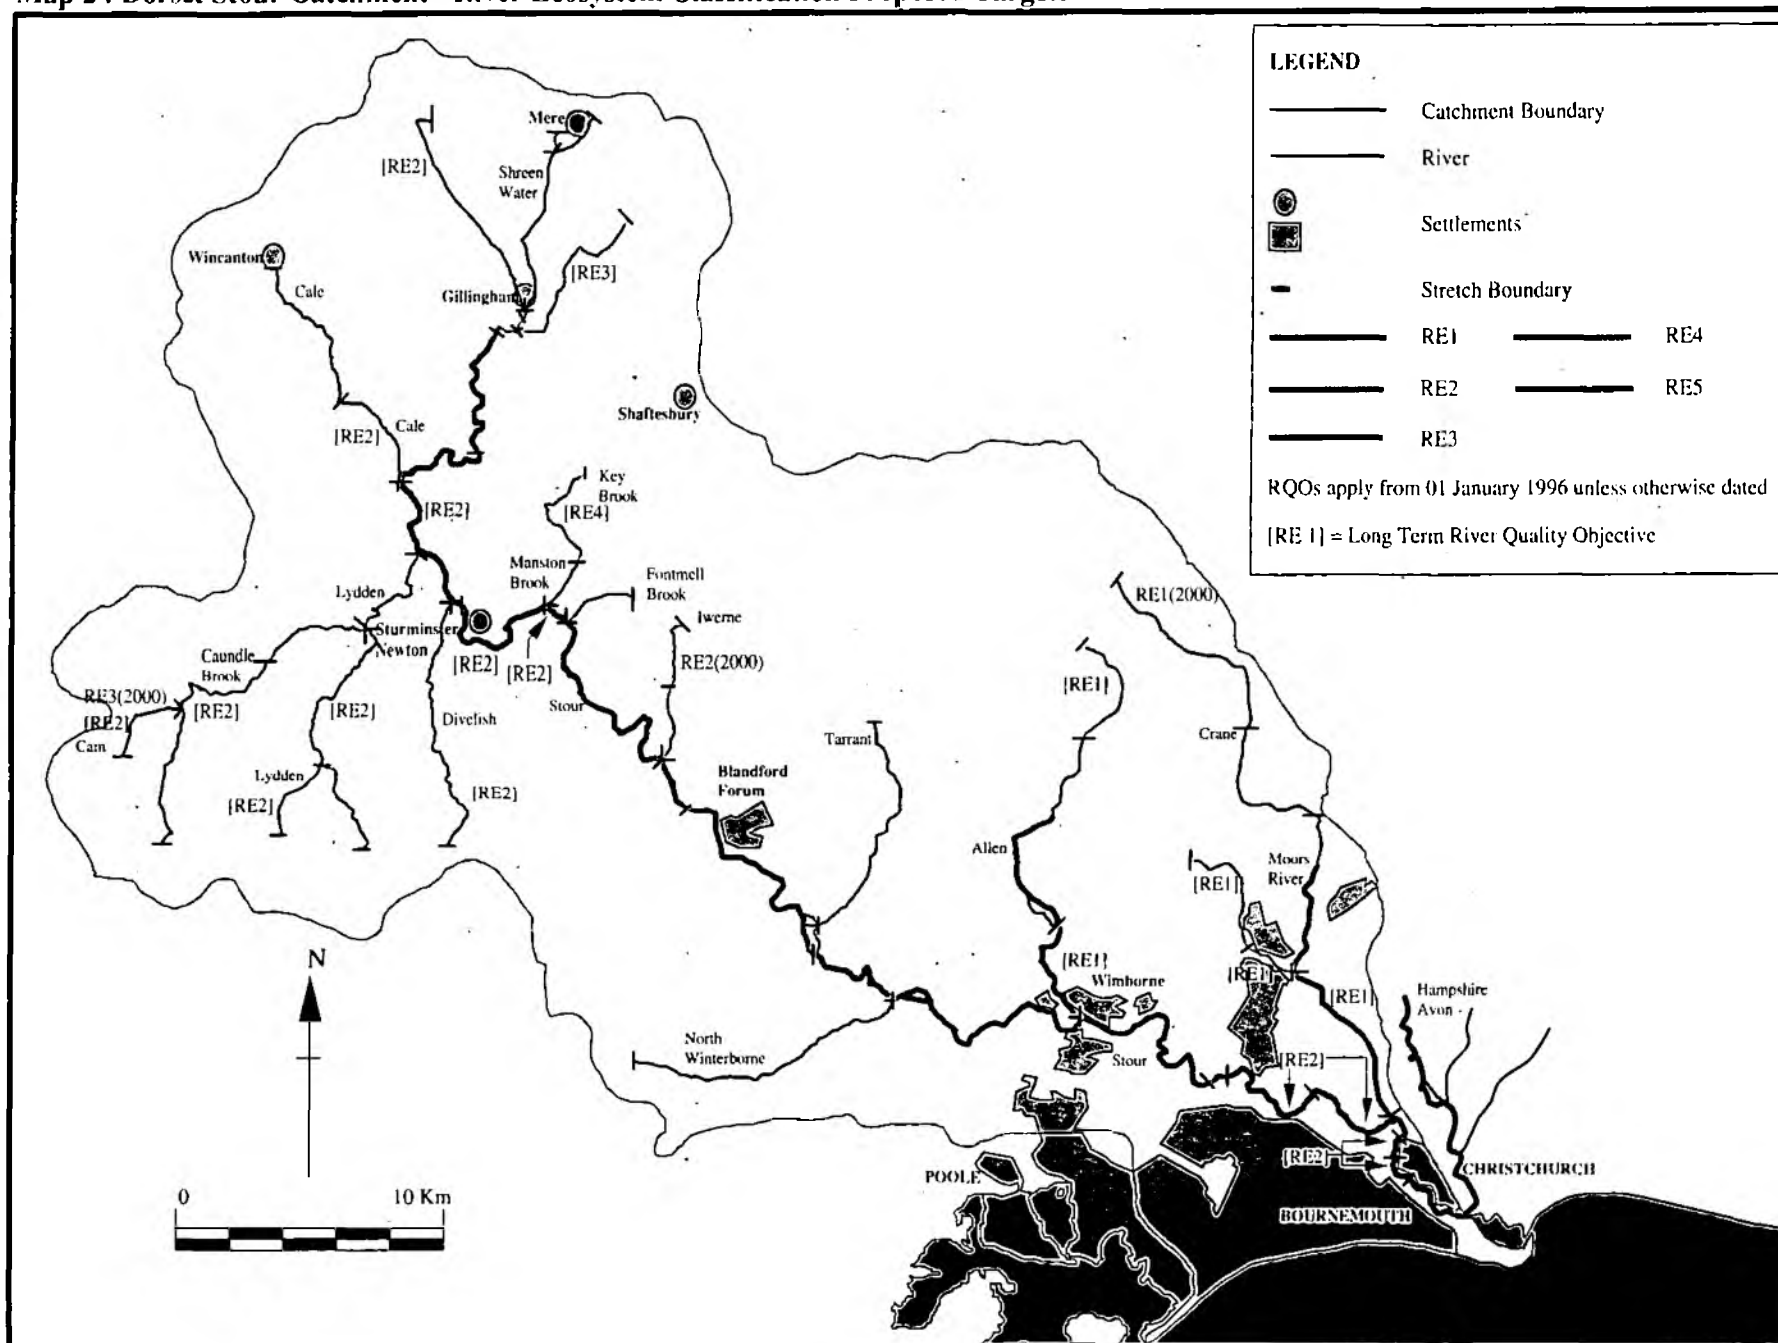 LEGEND
Catchment Boundary
River
Settlements
Stretch Boundary
RE1
RE4
RE2
RE5
RE3
RQOs apply from 01 January 1996 unless otherwise dated
[RE 1] = Long Term River Quality Objective
Mere
[RE2]
Shreen
Water
Wincanton
Cale
[RE3]
Gillingham
Shaftesbury
[RE2]
Cale
Key
Brook
[RE2]
[RE4]
Manston
Brook
Fontmell
Brook
RE1(2000)
Lydden
Sturminster
Newton
Iwerne
Caundle
Brook
[RE2]
[RE2]
RE2(2000)
[RE1]
RE3(2000)
[RE2]
[RE2]
[RE2]
Divelish
Stour
Cam
Tarrant
Crane
Lydden
[RE2]
[RE2]
Blandford
Forum
Allen
Moors
River
[RE1]
N
[RE1]
Wimborne
[RE1]
[RE1]
Hampshire
Avon
North
Winterborne
Stour
[RE2]
0
10 Km
POOLE
[RE2]
CHRISTCHURCH
BOURNEMOUTH